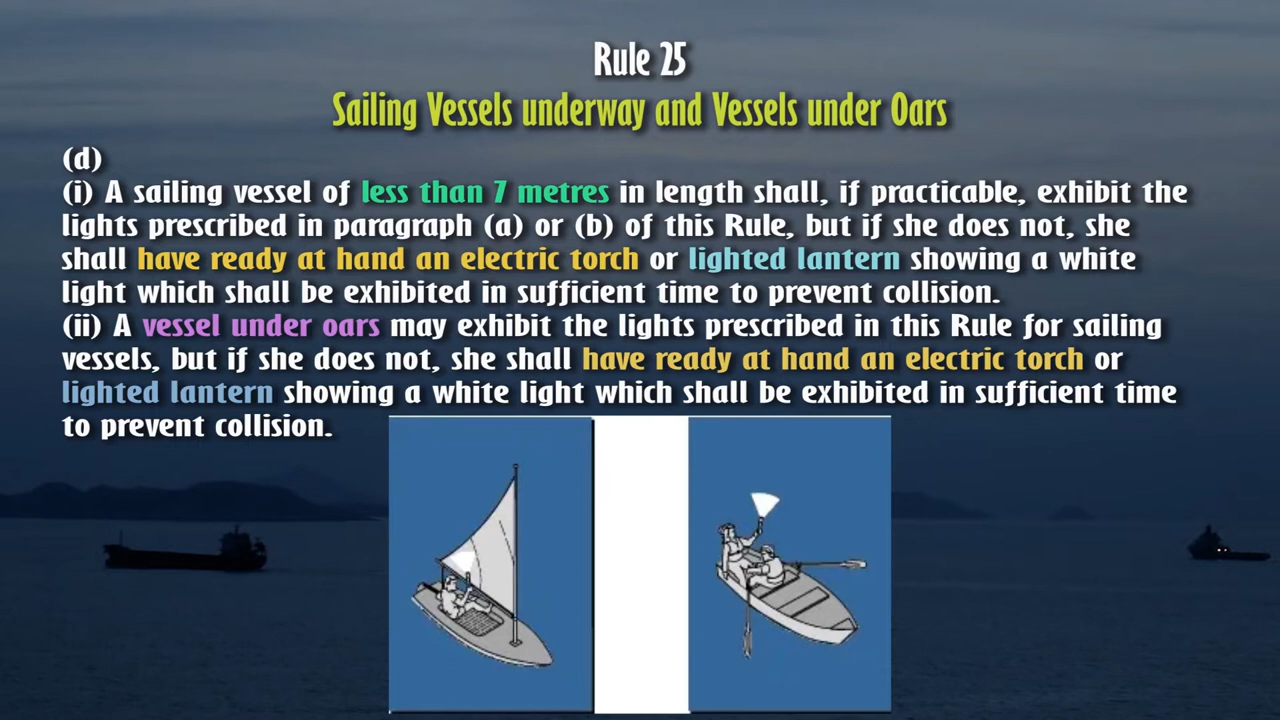 Rule 25
Sailing Vessels underway and Vessels under Oars
(d)
(i) A sailing vessel of less than 7 metres in length shall, if practicable, exhibit the
lights prescribed in paragraph (a) or (b) of this Rule, but if she does not, she
shall have ready at hand an electric torch or lighted lantern showing a white
light which shall be exhibited in sufficient time to prevent collision.
(ii) A vessel under oars may exhibit the lights prescribed in this Rule for sailing
vessels, but if she does not, she shall have ready at hand an electric torch or
lighted lantern showing a white light which shall be exhibited in sufficient time
to prevent collision.